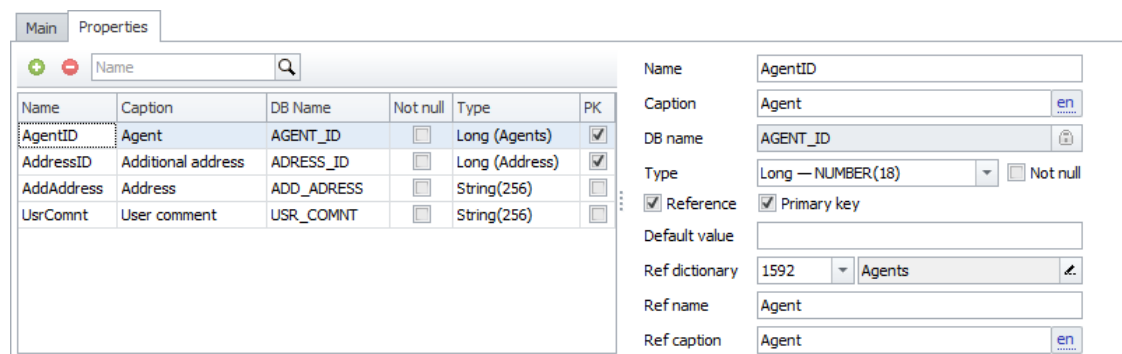 Main Properties
Name
Name Caption DB Name Not null Type PK
AgentID Agent AGENT_ID Long (Agents)
AddressID Additional address ADRESS_ID Long (Address)
AddAddress Address ADD_ADRESS String(256)
UsrComnt User comment USR_COMNT String(256)
Name AgentID
Caption Agent en
DB name AGENT_ID
Type Long — NUMBER(18) Not null
Reference Primary key
Default value
Ref dictionary 1592 Agents
Ref name Agent
Ref caption Agent en